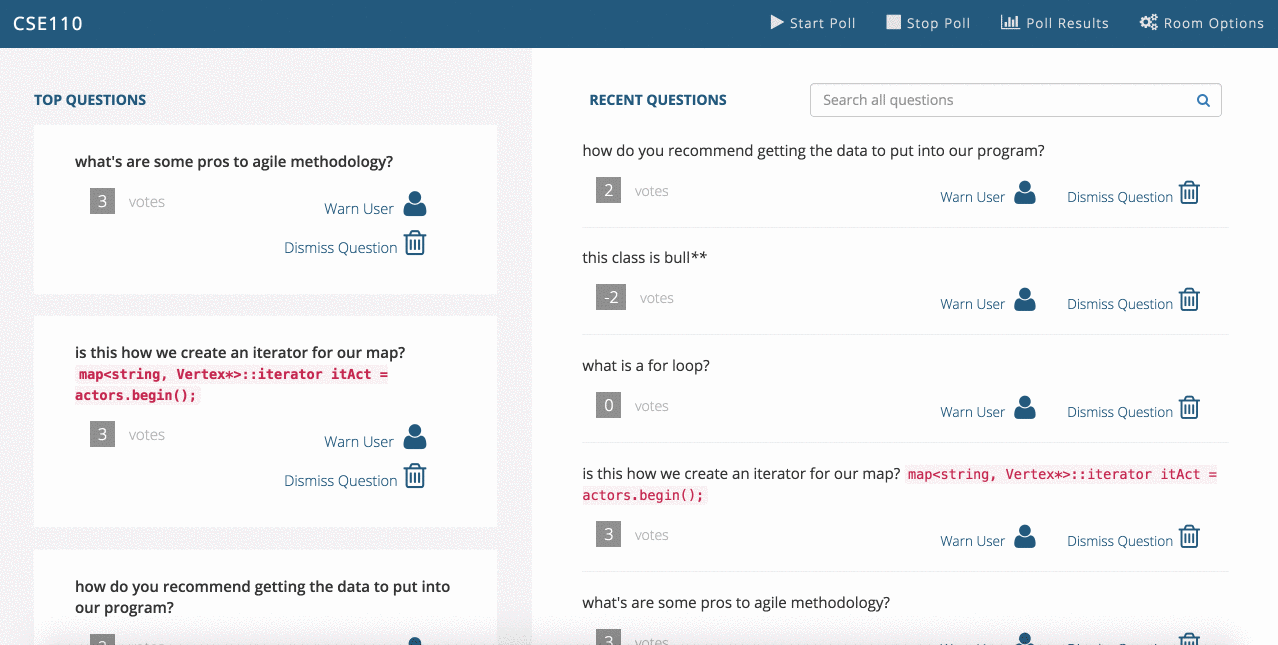 CSE110
Start Poll
Stop Poll
Poll Results
Room Options
TOP QUESTIONS
what's are some pros to agile methodology?
3 votes
Warn User
Dismiss Question
is this how we create an iterator for our map?
map<string, Vertex*>::iterator itAct =
actors.begin();
3 votes
Warn User
Dismiss Question
how do you recommend getting the data to put into
our program?
2 votes
RECENT QUESTIONS
Search all questions
how do you recommend getting the data to put into our program?
2 votes
Warn User
Dismiss Question
this class is bull**
-2 votes
Warn User
Dismiss Question
what is a for loop?
0 votes
Warn User
Dismiss Question
is this how we create an iterator for our map? map<string, Vertex*>::iterator itAct =
actors.begin();
3 votes
Warn User
Dismiss Question
what's are some pros to agile methodology?
3 votes
Warn User
Dismiss Question